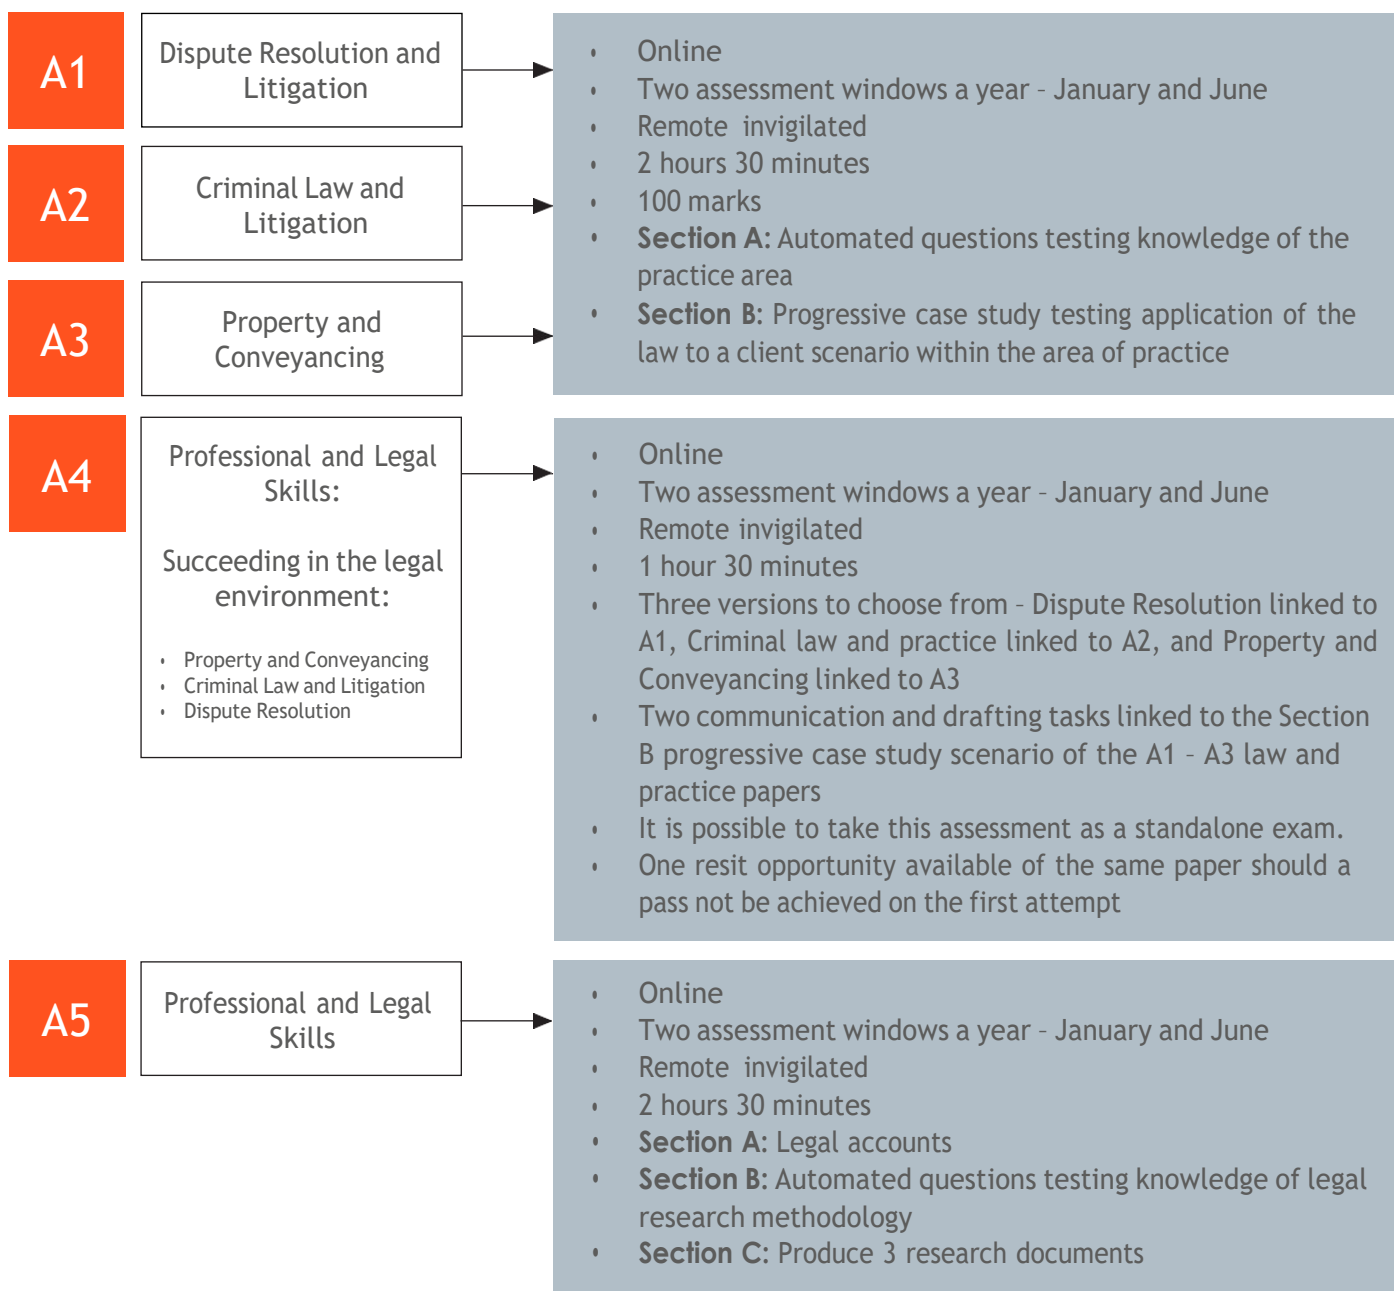 A1
Dispute Resolution and
Litigation
A2
Criminal Law and
Litigation
A3
Property and
Conveyancing
• Online
• Two assessment windows a year – January and June
• Remote invigilated
• 2 hours 30 minutes
• 100 marks
• Section A: Automated questions testing knowledge of the
practice area
• Section B: Progressive case study testing application of the
law to a client scenario within the area of practice
A4
Professional and Legal
Skills:
Succeeding in the legal
environment:
• Property and Conveyancing
• Criminal Law and Litigation
• Dispute Resolution
• Online
• Two assessment windows a year – January and June
• Remote invigilated
• 1 hour 30 minutes
• Three versions to choose from – Dispute Resolution linked to
A1, Criminal law and practice linked to A2, and Property and
Conveyancing linked to A3
• Two communication and drafting tasks linked to the Section
B progressive case study scenario of the A1 – A3 law and
practice papers
• It is possible to take this assessment as a standalone exam.
• One resit opportunity available of the same paper should a
pass not be achieved on the first attempt
A5
Professional and Legal
Skills
• Online
• Two assessment windows a year – January and June
• Remote invigilated
• 2 hours 30 minutes
• Section A: Legal accounts
• Section B: Automated questions testing knowledge of legal
research methodology
• Section C: Produce 3 research documents